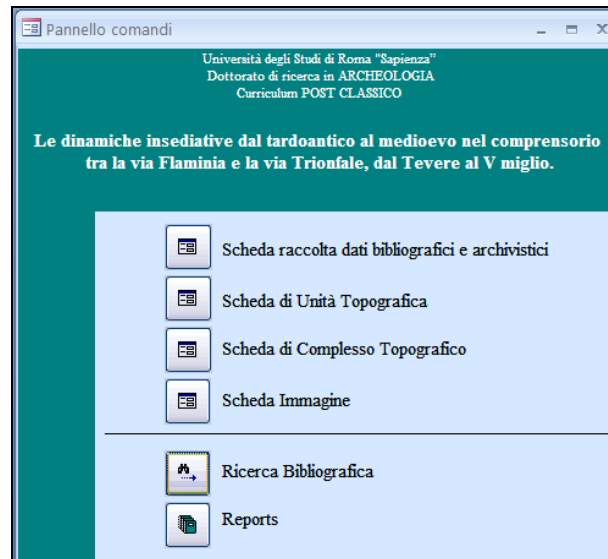 Pannello comandi
Università degli Studi di Roma "Sapienza"
Dottorato di ricerca in ARCHEOLOGIA
Curriculum POST CLASSICO
Le dinamiche insediative dal tardoantico al medioevo nel comprensorio
tra la via Flaminia e la via Trionfale, dal Tevere al V miglio.
Scheda raccolta dati bibliografici e archivistici
Scheda di Unità Topografica
Scheda di Complesso Topografico
Scheda Immagine
Ricerca Bibliografica
Reports